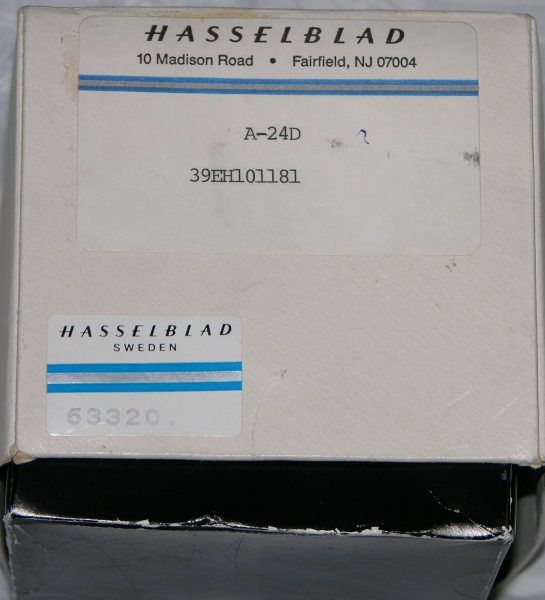 HASSELBLAD
10 Madison Road • Fairfield, NJ 07004
A-24D
39EH101181
HASSELBLAD
SWEDEN
53320.